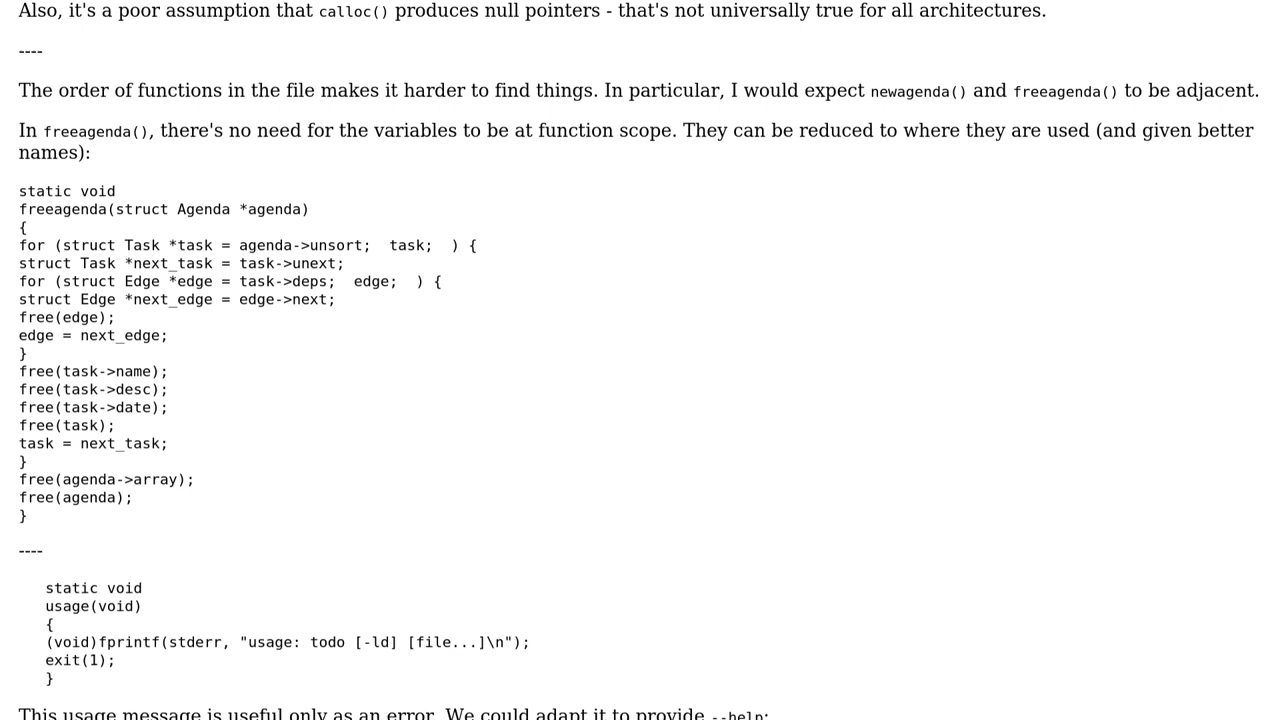 Also, it's a poor assumption that calloc() produces null pointers - that's not universally true for all architectures.
----
The order of functions in the file makes it harder to find things. In particular, I would expect newagenda() and freeagenda() to be adjacent.
In freeagenda(), there's no need for the variables to be at function scope. They can be reduced to where they are used (and given better
names):
static void
freeagenda(struct Agenda *agenda)
{
for (struct Task *task = agenda->unsort;  task;  ) {
struct Task *next_task = task->unext;
for (struct Edge *edge = task->deps;  edge;  ) {
struct Edge *next_edge = edge->next;
free(edge);
edge = next_edge;
}
free(task->name);
free(task->desc);
free(task->date);
free(task);
task = next_task;
}
free(agenda->array);
free(agenda);
}
----
static void
usage(void)
{
(void)fprintf(stderr, "usage: todo [-ld] [file...]\n");
exit(1);
}
This usage message is useful only as an error. We could adapt it to provide --help: